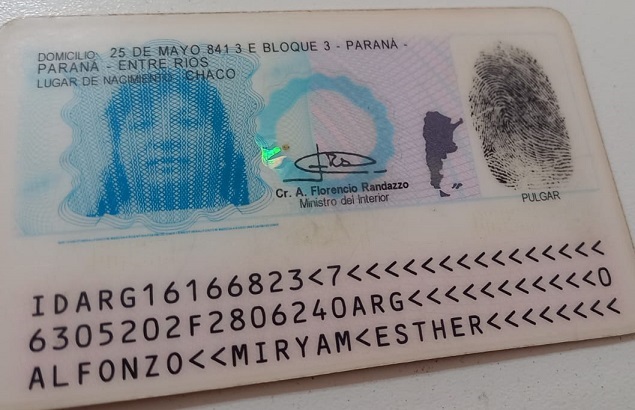 DOMICILIO: 25 DE MAYO 841 3 E BLOQUE 3 - PARANÁ -
PARANÁ - ENTRE RÍOS
LUGAR DE NACIMIENTO: CHACO
Cr. A. Florencio Randazzo
Ministro del Interior
PULGAR
IDARG16166823<7<<<<<<<<<<<<<<<
6305202F2806240ARG<<<<<<<<<<<0
ALFONZO<<MIRYAM<ESTHER<<<<<<<<